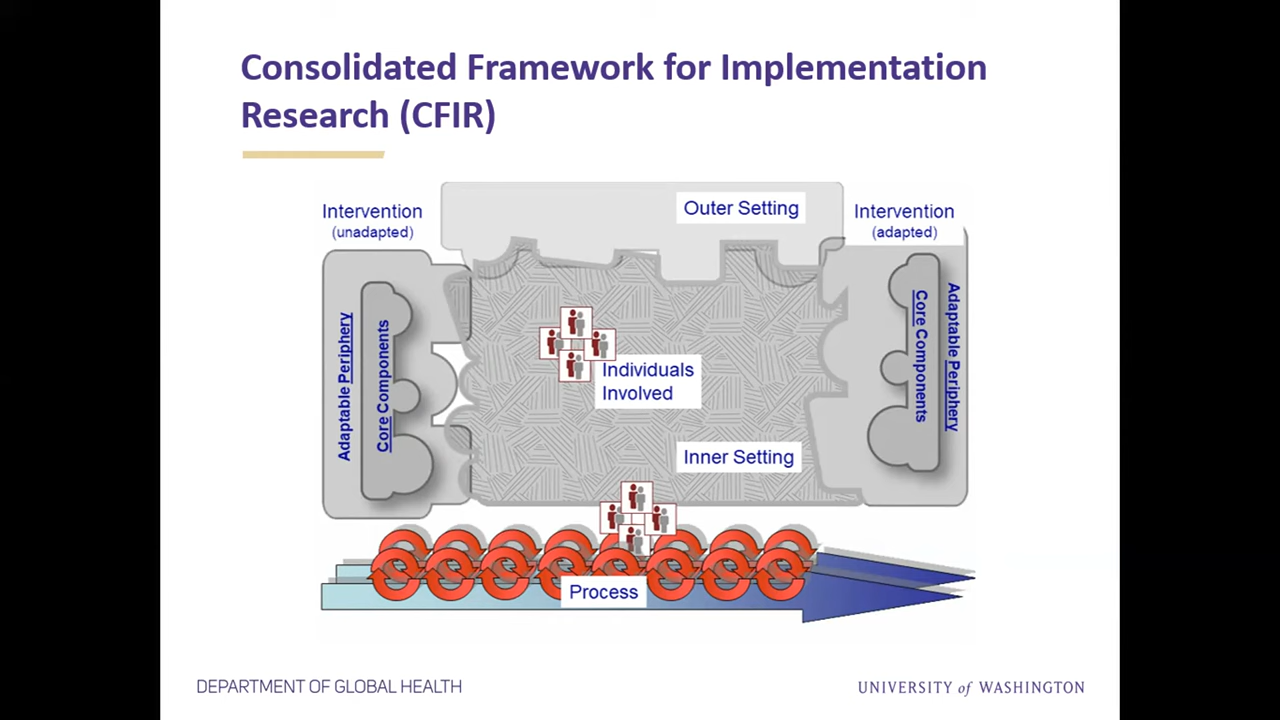 Consolidated Framework for Implementation
Research (CFIR)
Intervention
(unadapted)
Outer Setting
Intervention
(adapted)
Adaptable Periphery
Core Components
Individuals
Involved
Inner Setting
Core Components
Adaptable Periphery
Process
DEPARTMENT OF GLOBAL HEALTH
UNIVERSITY of WASHINGTON